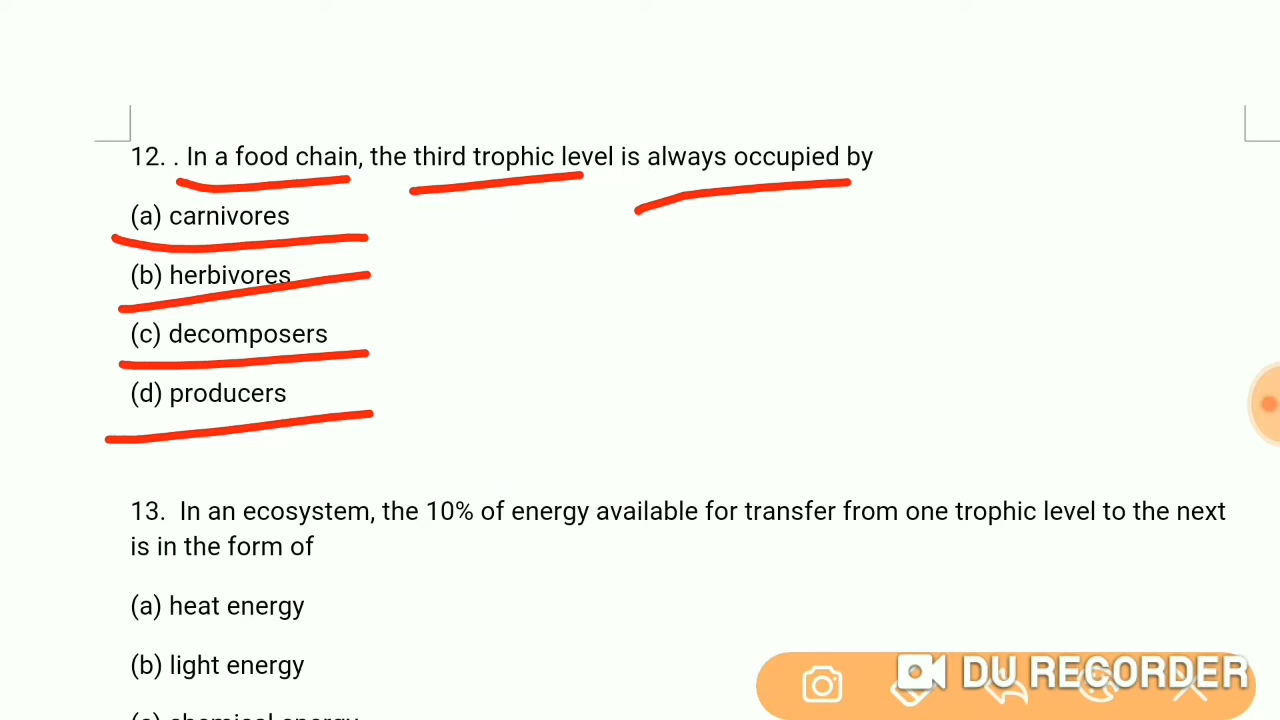 12. . In a food chain, the third trophic level is always occupied by
(a) carnivores
(b) herbivores
(c) decomposers
(d) producers
13. In an ecosystem, the 10% of energy available for transfer from one trophic level to the next
is in the form of
(a) heat energy
(b) light energy
(c) chemical energy
DU RECORDER